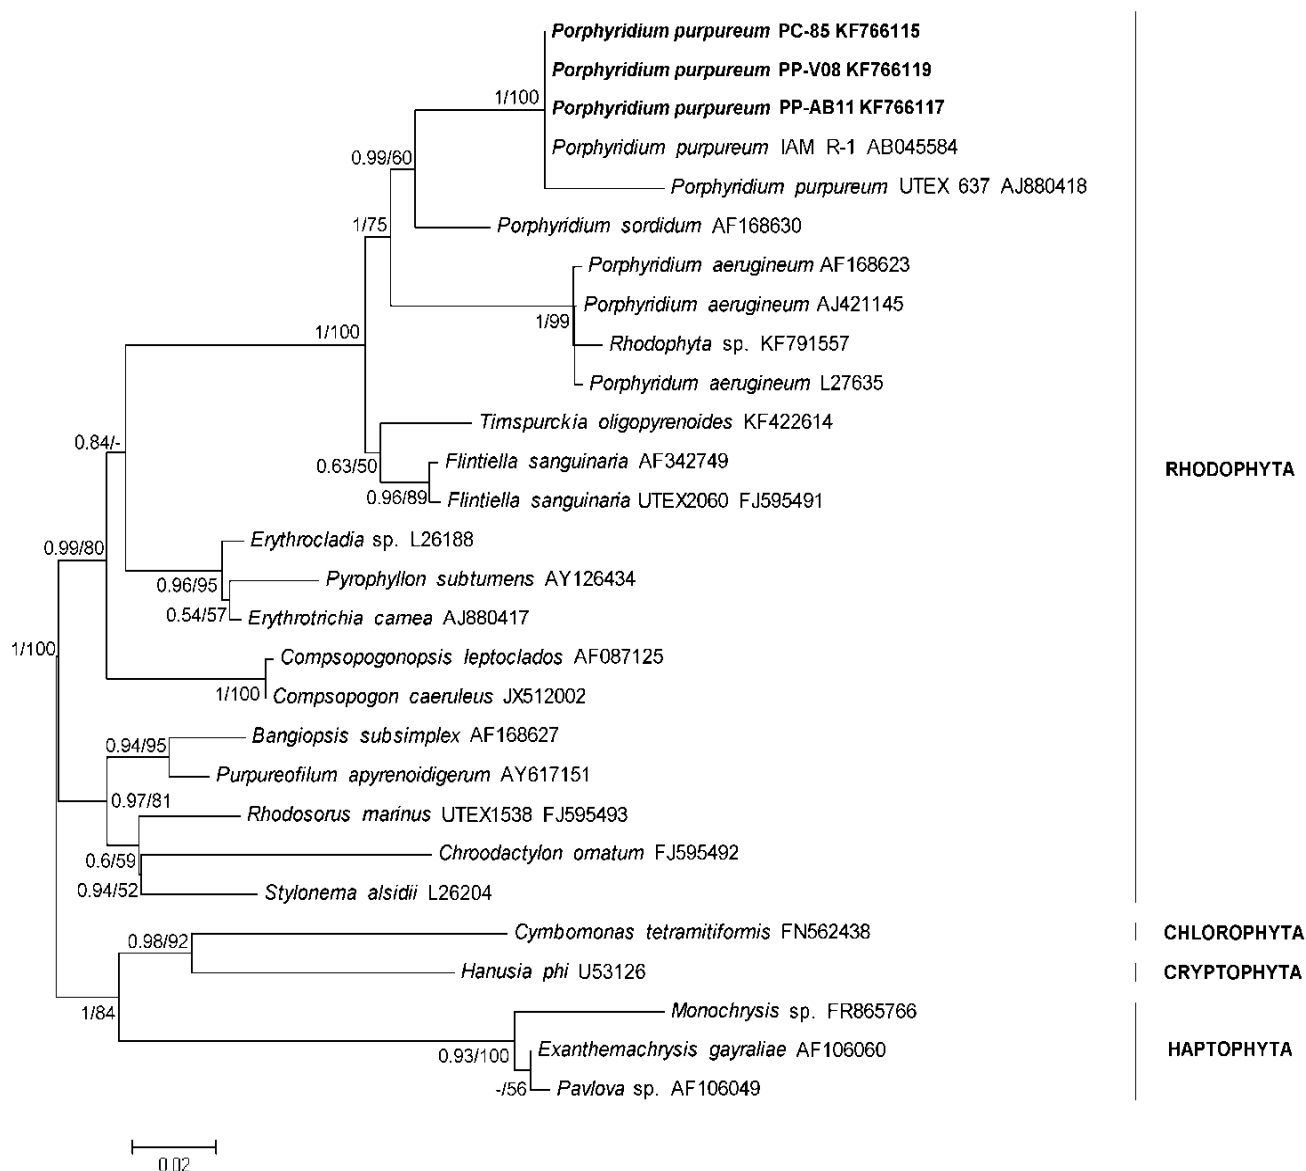 Porphyridium purpureum PC-85 KF766115
Porphyridium purpureum PP-V08 KF766119
1/100
Porphyridium purpureum PP-AB11 KF766117
Porphyridium purpureum IAM R-1 AB045584
0.99/60
Porphyridium purpureum UTEX 637 AJ880418
1/75
Porphyridium sordidum AF168630
Porphyridium aerugineum AF168623
Porphyridium aerugineum AJ421145
1/99
1/100
Rhodophyta sp. KF791557
Porphyridum aerugineum L27635
Timspurckia oligopyrenoides KF422614
0.84/-
0.63/50
Flintiella sanguinaria AF342749
RHODOPHYTA
0.96/89
Flintiella sanguinaria UTEX2060 FJ595491
Erythrocladia sp. L26188
0.99/80
0.96/95
Pyrophyllon subtumens AY126434
0.54/57
Erythrotrichia carnea AJ880417
1/100
Compsopogonopsis leptoclados AF087125
1/100
Compsopogon caeruleus JX512002
Bangiopsis subsimplex AF168627
0.94/95
Purpureofilum apyrenoidigerum AY617151
0.97/81
Rhodosorus marinus UTEX1538 FJ595493
Chroodactylon ornatum FJ595492
0.6/59
0.94/52
Stylonema alsidii L26204
Cymbomonas tetramitiformis FN562438
CHLOROPHYTA
0.98/92
Hanusia phi U53126
CRYPTOPHYTA
1/84
Monochrysis sp. FR865766
0.93/100
Exanthemachrysis gayraliae AF106060
HAPTOPHYTA
-/56
Pavlova sp. AF106049
0.02